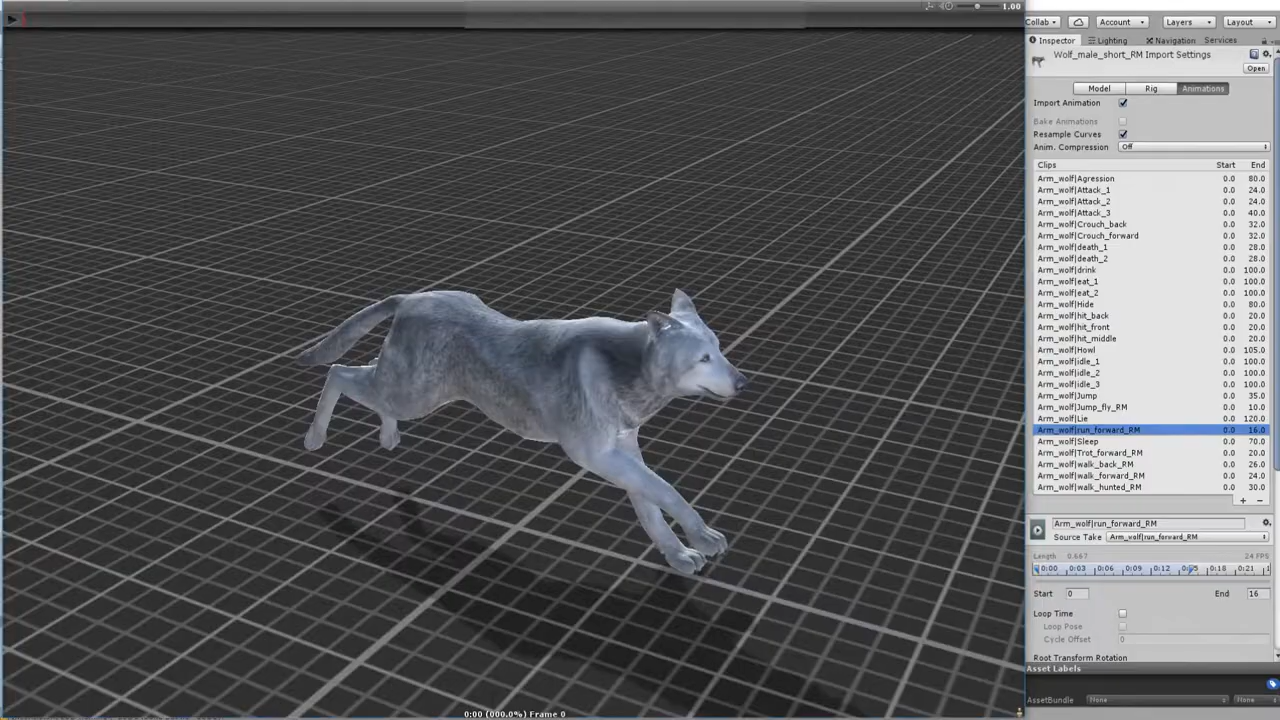 1.00
Collab Account Layers Layout
Inspector Lighting Navigation Services
Wolf_male_short_RM Import Settings
Open
Model Rig Animations
Import Animation
Bake Animations
Resample Curves
Anim. Compression Off
Clips Start End
Arm_wolf|Agression 0.0 80.0
Arm_wolf|Attack_1 0.0 24.0
Arm_wolf|Attack_2 0.0 24.0
Arm_wolf|Attack_3 0.0 40.0
Arm_wolf|Crouch_back 0.0 32.0
Arm_wolf|Crouch_forward 0.0 32.0
Arm_wolf|death_1 0.0 28.0
Arm_wolf|death_2 0.0 28.0
Arm_wolf|drink 0.0 100.0
Arm_wolf|eat_1 0.0 100.0
Arm_wolf|eat_2 0.0 100.0
Arm_wolf|Hide 0.0 80.0
Arm_wolf|hit_back 0.0 20.0
Arm_wolf|hit_front 0.0 20.0
Arm_wolf|hit_middle 0.0 20.0
Arm_wolf|Howl 0.0 105.0
Arm_wolf|idle_1 0.0 100.0
Arm_wolf|idle_2 0.0 100.0
Arm_wolf|idle_3 0.0 100.0
Arm_wolf|Jump 0.0 35.0
Arm_wolf|Jump_fly_RM 0.0 10.0
Arm_wolf|Lie 0.0 120.0
Arm_wolf|run_forward_RM 0.0 16.0
Arm_wolf|Sleep 0.0 70.0
Arm_wolf|Trot_forward_RM 0.0 20.0
Arm_wolf|walk_back_RM 0.0 26.0
Arm_wolf|walk_forward_RM 0.0 24.0
Arm_wolf|walk_hunted_RM 0.0 30.0
+ −
Arm_wolf|run_forward_RM
Source Take Arm_wolf|run_forward_RM
Length 0.667 24 FPS
0:00 0:03 0:06 0:09 0:12 0:15 0:18 0:21
Start 0 End 16
Loop Time
Loop Pose
Cycle Offset 0
Root Transform Rotation
Asset Labels
AssetBundle None None
0:00 (000.0%) Frame 0